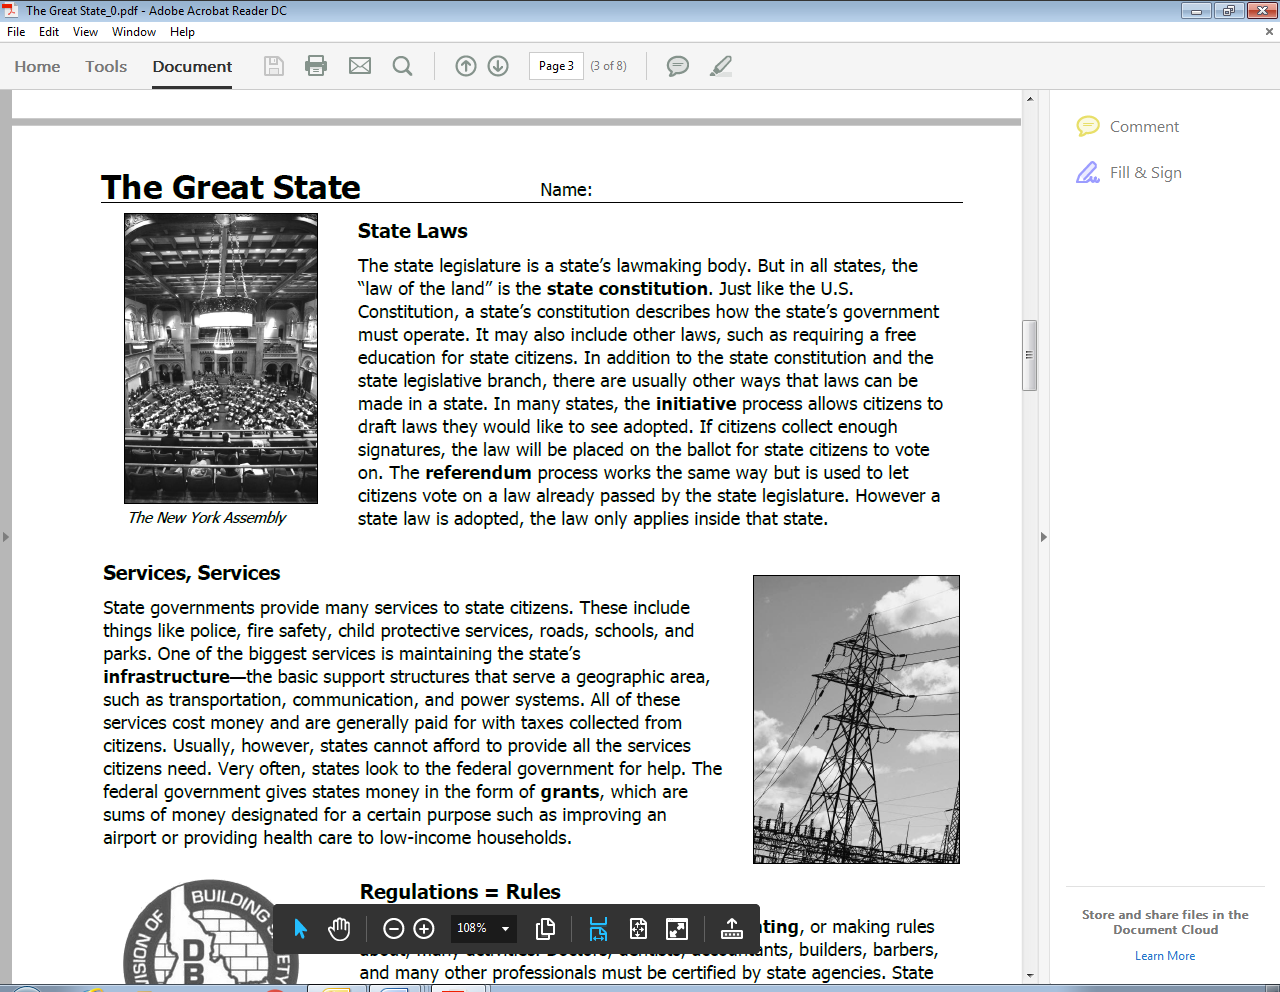 The Great State_0.pdf - Adobe Acrobat Reader DC
File Edit View Window Help
Home Tools Document Page 3 (3 of 8)
Comment
Fill & Sign
The Great State Name:
State Laws
The state legislature is a state’s lawmaking body. But in all states, the
“law of the land” is the state constitution. Just like the U.S.
Constitution, a state’s constitution describes how the state’s government
must operate. It may also include other laws, such as requiring a free
education for state citizens. In addition to the state constitution and the
state legislative branch, there are usually other ways that laws can be
made in a state. In many states, the initiative process allows citizens to
draft laws they would like to see adopted. If citizens collect enough
signatures, the law will be placed on the ballot for state citizens to vote
on. The referendum process works the same way but is used to let
citizens vote on a law already passed by the state legislature. However a
state law is adopted, the law only applies inside that state.
The New York Assembly
Services, Services
State governments provide many services to state citizens. These include
things like police, fire safety, child protective services, roads, schools, and
parks. One of the biggest services is maintaining the state’s
infrastructure—the basic support structures that serve a geographic area,
such as transportation, communication, and power systems. All of these
services cost money and are generally paid for with taxes collected from
citizens. Usually, however, states cannot afford to provide all the services
citizens need. Very often, states look to the federal government for help. The
federal government gives states money in the form of grants, which are
sums of money designated for a certain purpose such as improving an
airport or providing health care to low-income households.
Regulations = Rules
ating, or making rules
about, many activities. Doctors, dentists, accountants, builders, barbers,
and many other professionals must be certified by state agencies. State
BUILDING
DB
108%
Store and share files in the
Document Cloud
Learn More